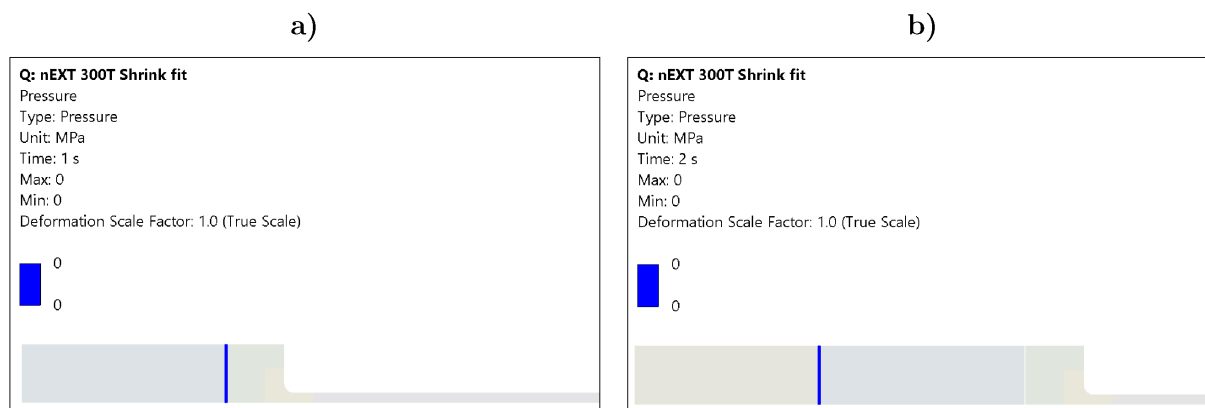 a)
Q: nEXT 300T Shrink fit
Pressure
Type: Pressure
Unit: MPa
Time: 1 s
Max: 0
Min: 0
Deformation Scale Factor: 1.0 (True Scale)
0
0
b)
Q: nEXT 300T Shrink fit
Pressure
Type: Pressure
Unit: MPa
Time: 2 s
Max: 0
Min: 0
Deformation Scale Factor: 1.0 (True Scale)
0
0